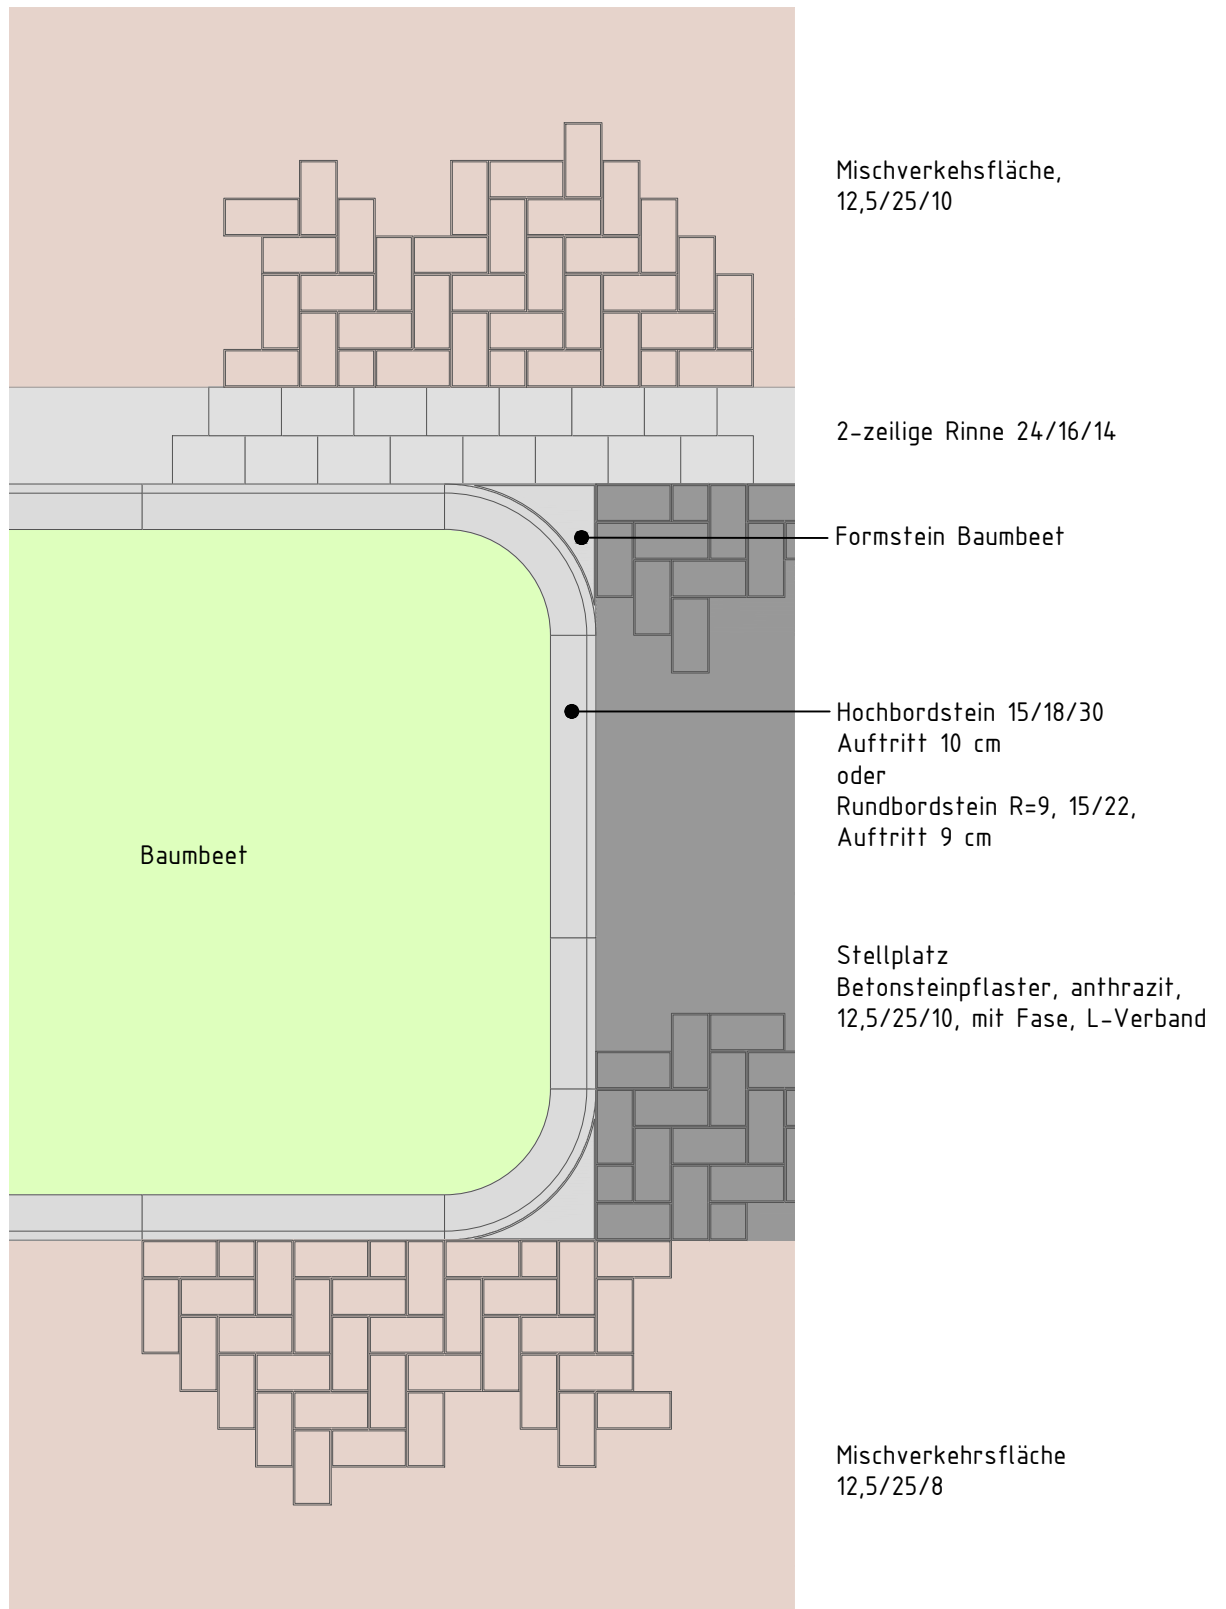 Mischverkehsfläche,
12,5/25/10
2-zeilige Rinne 24/16/14
Formstein Baumbeet
Hochbordstein 15/18/30
Auftritt 10 cm
oder
Rundbordstein R=9, 15/22,
Auftritt 9 cm
Baumbeet
Stellplatz
Betonsteinpflaster, anthrazit,
12,5/25/10, mit Fase, L-Verband
Mischverkehrsfläche
12,5/25/8